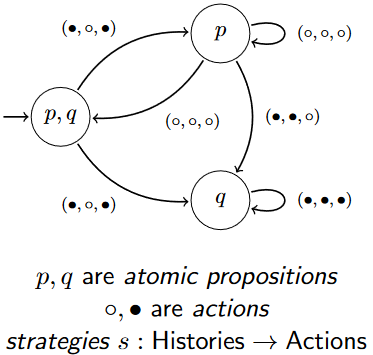 (•, ∘, •)
p
(∘, ∘, ∘)
p, q
(∘, ∘, ∘)
(•, •, ∘)
(•, ∘, •)
q
(•, •, •)
p, q are atomic propositions
∘, • are actions
strategies s : Histories → Actions